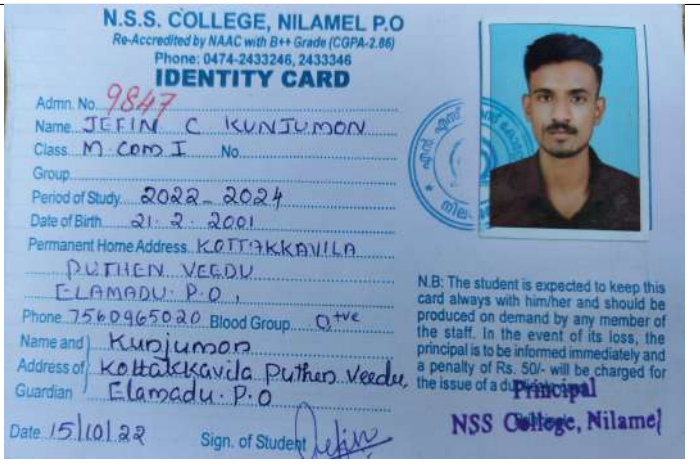 N.S.S. COLLEGE, NILAMEL P.O
Re-Accredited by NAAC with B++ Grade (CGPA-2.66)
Phone: 0474-2433246, 2433346
IDENTITY CARD
Admn. No. 9847
Name JEFIN C KUNJUMON
Class M.COM I No.
Group
Period of Study 2022-2024
Date of Birth 21.2.2001
Permanent Home Address KOTTAKKAVILA
PUTHEN VEEDU
ELAMADU. P.O,
Phone 7560965020 Blood Group O+ve
Name and Kunjumon
Address of Kottakkavila Puthen Veedu,
Guardian Elamadu. P.O
Date 15/10/22 Sign. of Student Jefin
N.B: The student is expected to keep this
card always with him/her and should be
produced on demand by any member of
the staff. In the event of its loss, the
principal is to be informed immediately and
a penalty of Rs. 50/- will be charged for
the issue of a
Principal
NSS College, Nilamel